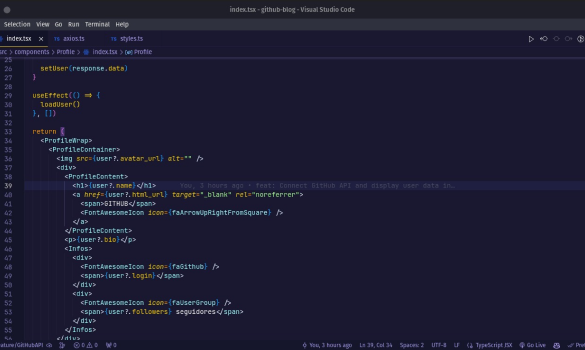 index.tsx - github-blog - Visual Studio Code
Selection View Go Run Terminal Help
index.tsx × TS axios.ts TS styles.ts
src > components > Profile > index.tsx > Profile
25
26 setUser(response.data)
27 }
28
29 useEffect(() => {
30 loadUser()
31 }, [])
32
33 return (
34 <ProfileWrap>
35 <ProfileContainer>
36 <img src={user?.avatar_url} alt="" />
37 <div>
38 <ProfileContent>
39 <h1>{user?.name}</h1> You, 3 hours ago • feat: Connect GitHub API and display user data in…
40 <a href={user?.html_url} target="_blank" rel="noreferrer">
41 <span>GITHUB</span>
42 <FontAwesomeIcon icon={faArrowUpRightFromSquare} />
43 </a>
44 </ProfileContent>
45 <p>{user?.bio}</p>
46 <Infos>
47 <div>
48 <FontAwesomeIcon icon={faGithub} />
49 <span>{user?.login}</span>
50 </div>
51 <div>
52 <FontAwesomeIcon icon={faUserGroup} />
53 <span>{user?.followers} seguidores</span>
54 </div>
55 </Infos>
56 </div>
ature/GitHubAPI 0 0 0 You, 3 hours ago Ln 39, Col 34 Spaces: 2 UTF-8 LF TypeScript JSX Go Live Pre